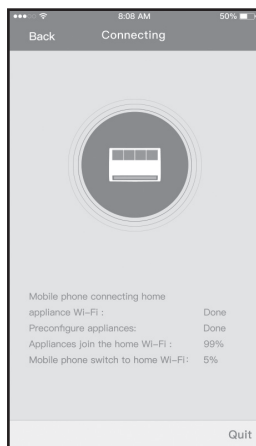 8:08 AM
50%
Back
Connecting
Mobile phone connecting home
appliance Wi-Fi : Done
Preconfigure appliances: Done
Appliances join the home Wi-Fi : 99%
Mobile phone switch to home Wi-Fi: 5%
Quit